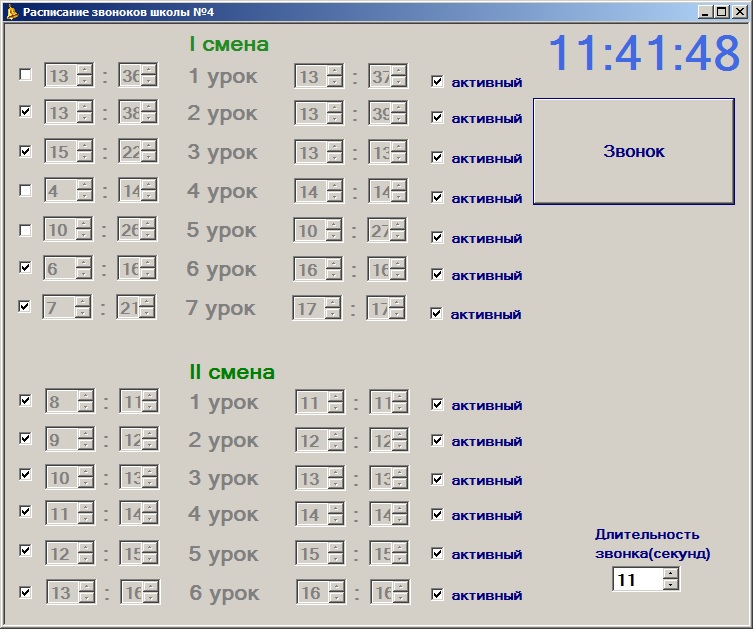 Расписание звоноков школы №4
11:41:48
I смена
13 : 36 1 урок 13 : 37 активный
13 : 38 2 урок 13 : 39 активный
15 : 22 3 урок 13 : 13 активный
4 : 14 4 урок 14 : 14 активный
10 : 26 5 урок 10 : 27 активный
6 : 16 6 урок 16 : 16 активный
7 : 21 7 урок 17 : 17 активный
Звонок
II смена
8 : 11 1 урок 11 : 11 активный
9 : 12 2 урок 12 : 12 активный
10 : 13 3 урок 13 : 13 активный
11 : 14 4 урок 14 : 14 активный
12 : 15 5 урок 15 : 15 активный
13 : 16 6 урок 16 : 16 активный
Длительность
звонка(секунд)
11